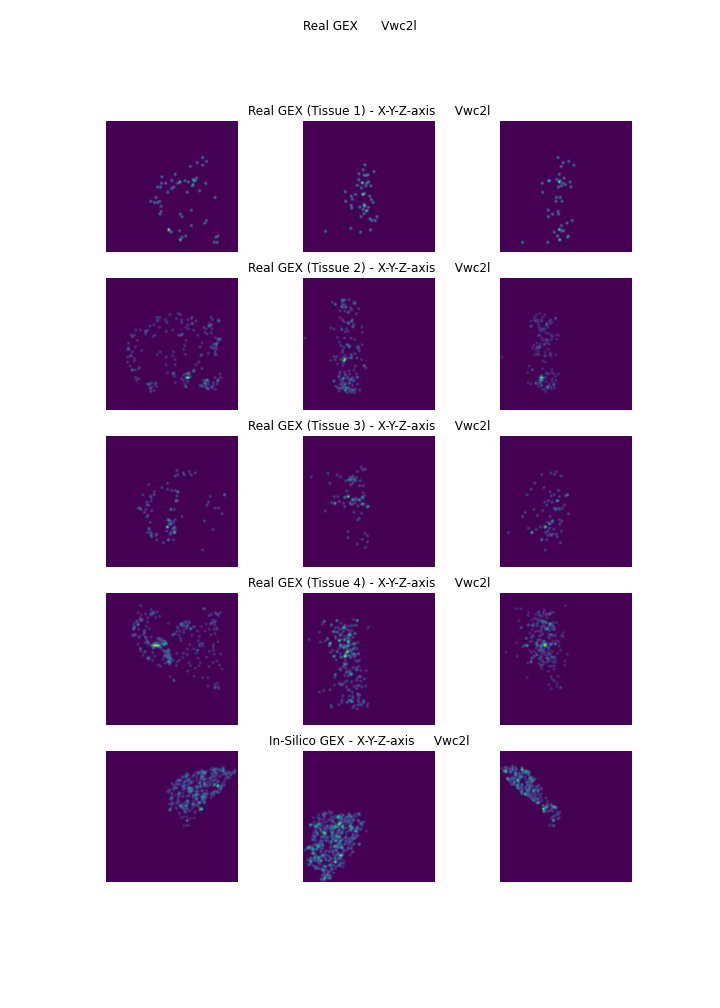 Real GEX Vwc2l
Real GEX (Tissue 1) - X-Y-Z-axis Vwc2l
Real GEX (Tissue 2) - X-Y-Z-axis Vwc2l
Real GEX (Tissue 3) - X-Y-Z-axis Vwc2l
Real GEX (Tissue 4) - X-Y-Z-axis Vwc2l
In-Silico GEX - X-Y-Z-axis Vwc2l